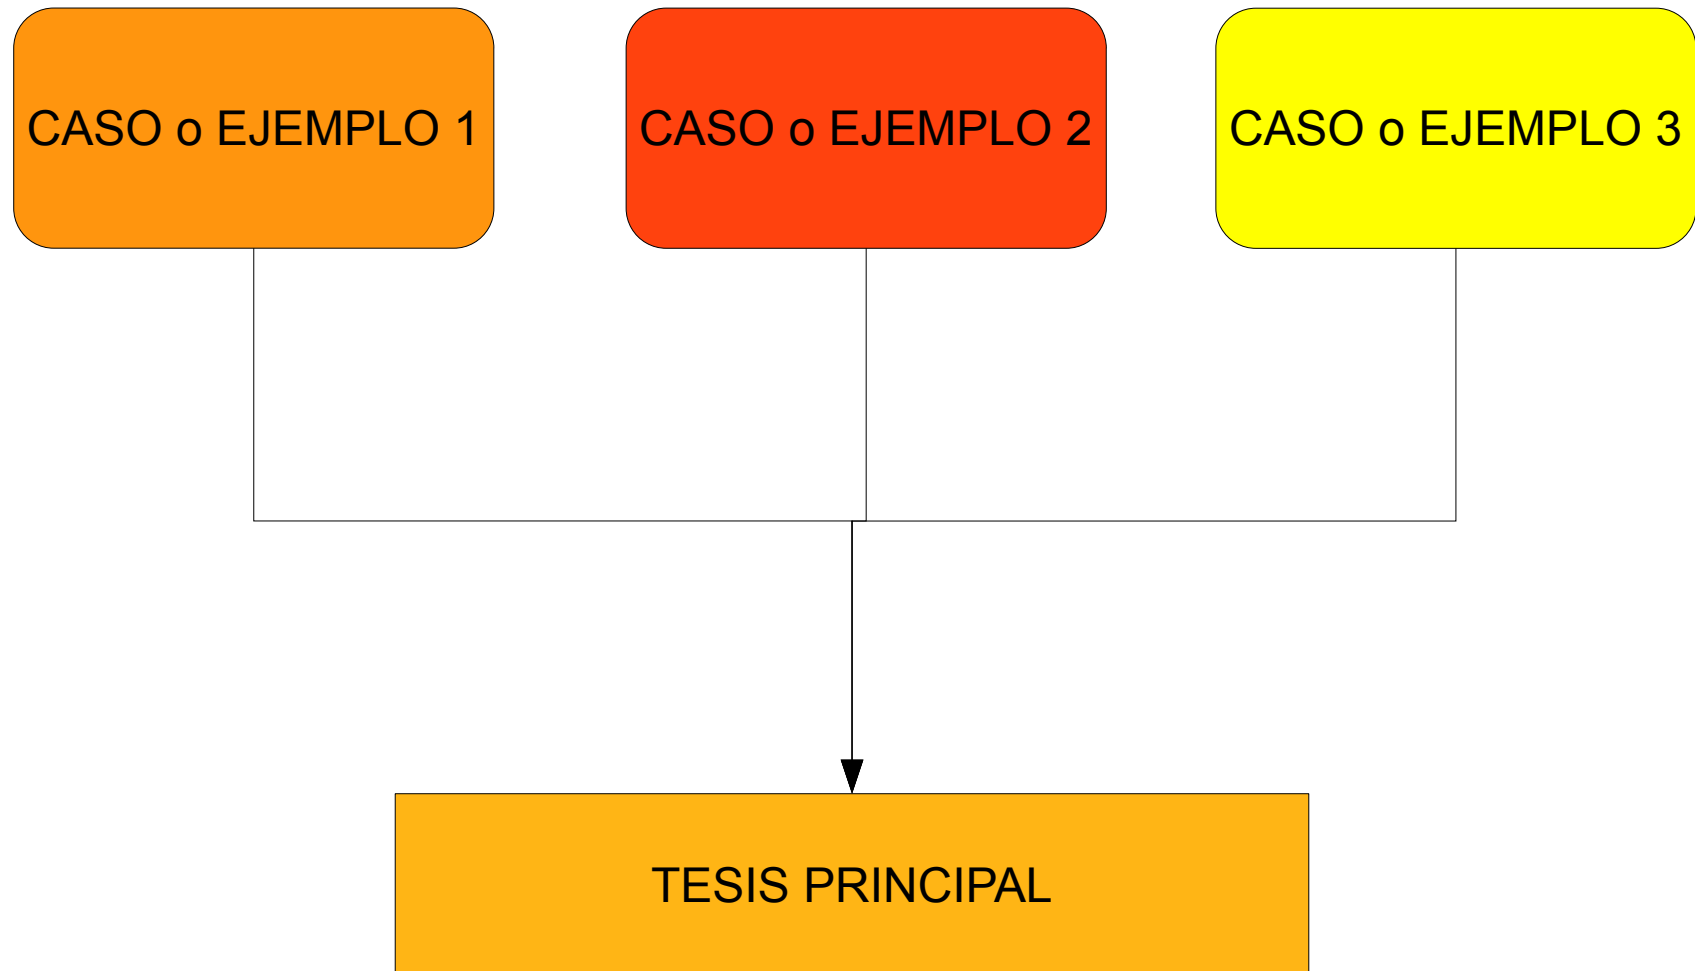 CASO o EJEMPLO 1
CASO o EJEMPLO 2
CASO o EJEMPLO 3
TESIS PRINCIPAL